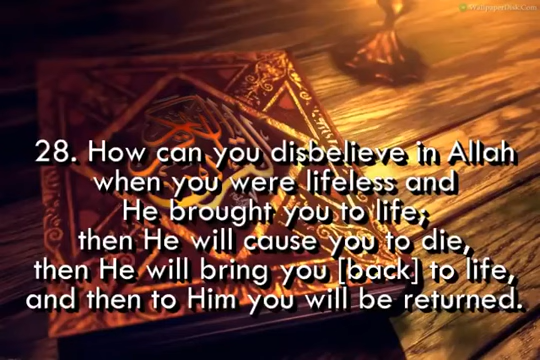 WallpaperDisk.Com
28. How can you disbelieve in Allah
when you were lifeless and
He brought you to life;
then He will cause you to die,
then He will bring you [back] to life,
and then to Him you will be returned.